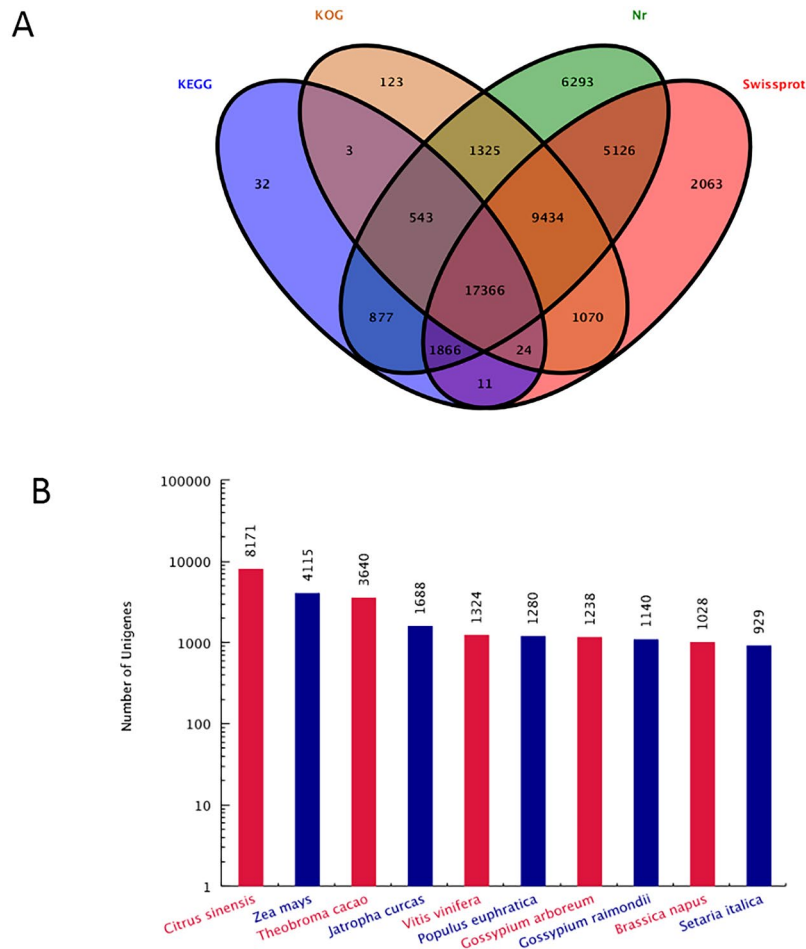 A
KOG
Nr
KEGG
Swissprot
123
6293
3
1325
5126
32
2063
543
9434
17366
877
1070
1866
24
11
B
100000
10000
1000
100
10
1
Number of Unigenes
8171
4115
3640
1688
1324
1280
1238
1140
1028
929
Citrus sinensis
Zea mays
Theobroma cacao
Jatropha curcas
Vitis vinifera
Populus euphratica
Gossypium arboreum
Gossypium raimondii
Brassica napus
Setaria italica